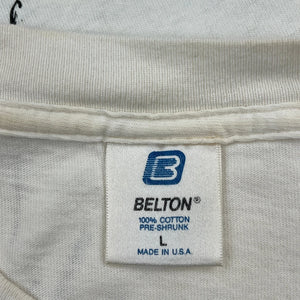 B
BELTON®
100% COTTON
PRE-SHRUNK
L
MADE IN U.S.A.